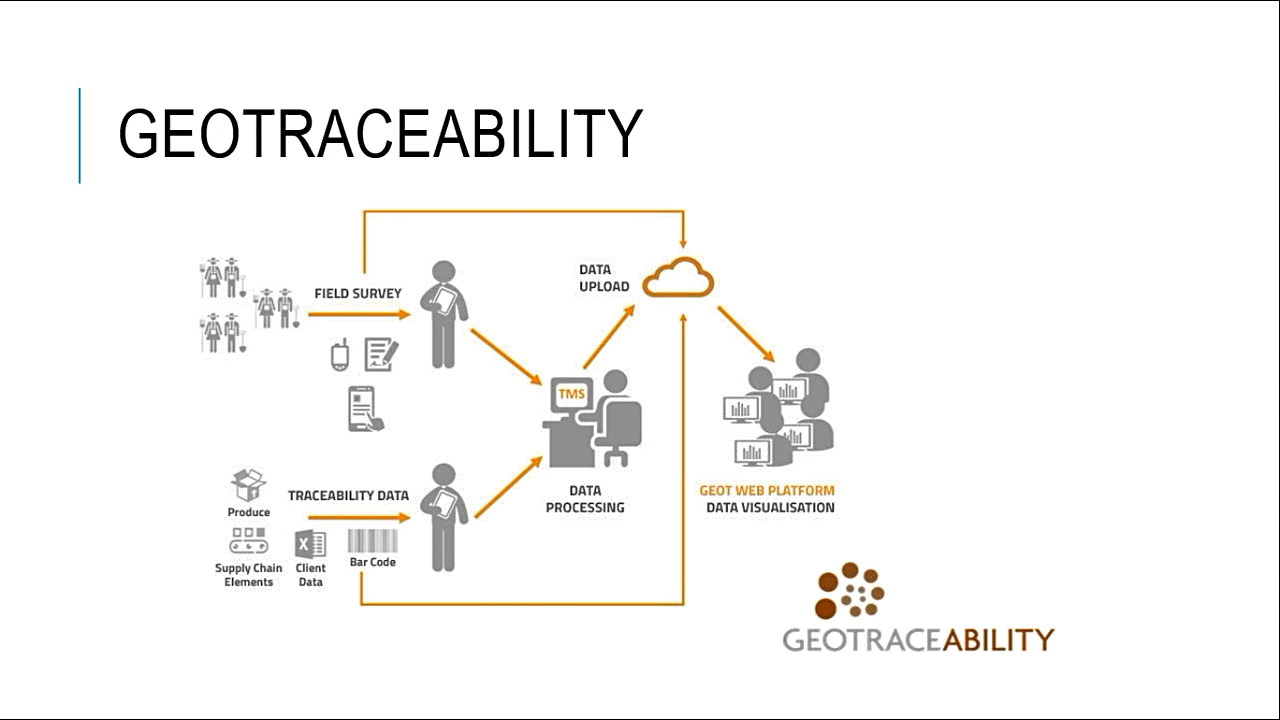 GEOTRACEABILITY
FIELD SURVEY
DATA
UPLOAD
TMS
TRACEABILITY DATA
Produce
Supply Chain
Elements
X
Client
Data
Bar Code
DATA
PROCESSING
GEOT WEB PLATFORM
DATA VISUALISATION
GEOTRACEABILITY